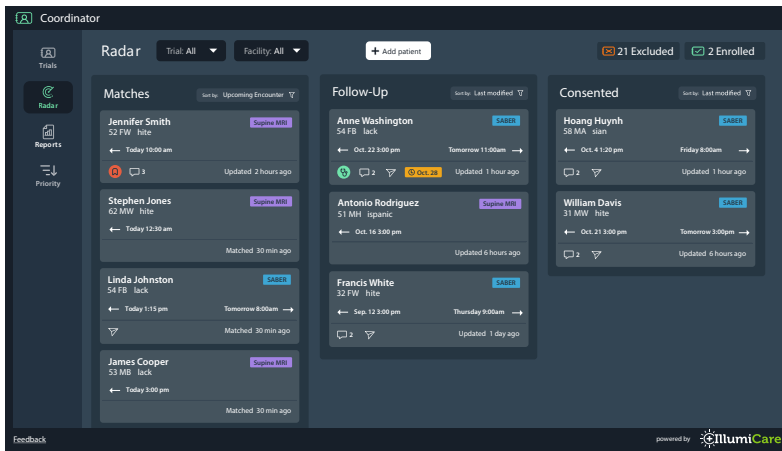 Coordinator
Trials
Radar
Reports
Priority
Radar
Trial: All
Facility: All
+ Add patient
21 Excluded
2 Enrolled
Matches
Sort by: Upcoming Encounter
Jennifer Smith
Supine MRI
52 FW hite
Today 10:00 am
3
Updated 2 hours ago
Stephen Jones
Supine MRI
62 MW hite
Today 12:30 am
Matched 30 min ago
Linda Johnston
SABER
54 FB lack
Today 1:15 pm
Tomorrow 8:00am
Matched 30 min ago
James Cooper
Supine MRI
53 MB lack
Today 3:00 pm
Matched 30 min ago
Follow-Up
Sort by: Last modified
Anne Washington
SABER
54 FB lack
Oct. 22 3:00 pm
Tomorrow 11:00am
2
Oct. 28
Updated 1 hour ago
Antonio Rodriguez
Supine MRI
51 MH ispanic
Oct. 16 3:00 pm
Updated 6 hours ago
Francis White
SABER
32 FW hite
Sep. 12 3:00 pm
Thursday 9:00am
2
Updated 1 day ago
Consented
Sort by: Last modified
Hoang Huynh
SABER
58 MA sian
Oct. 4 1:20 pm
Friday 8:00am
2
Updated 1 hour ago
William Davis
SABER
31 MW hite
Oct. 21 3:00 pm
Tomorrow 3:00pm
2
Updated 6 hours ago
Feedback
powered by IllumiCare